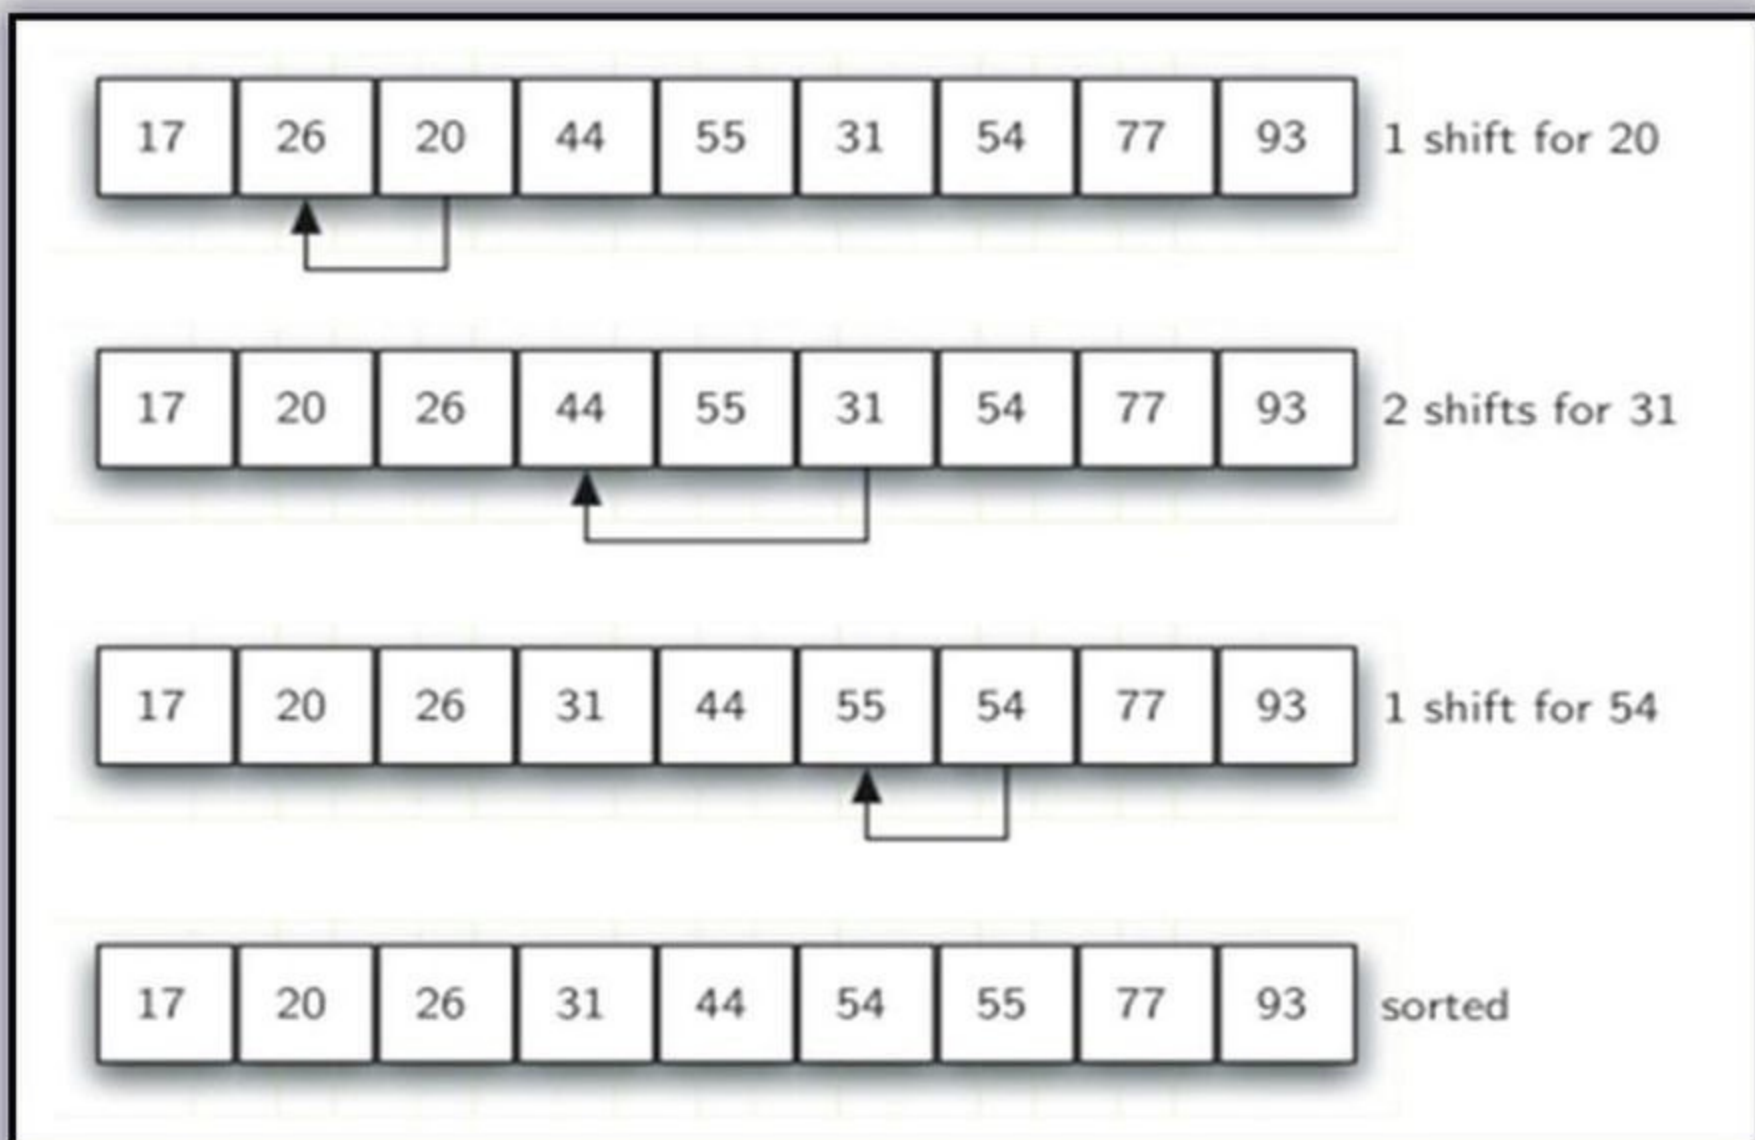 17 26 20 44 55 31 54 77 93 1 shift for 20
17 20 26 44 55 31 54 77 93 2 shifts for 31
17 20 26 31 44 55 54 77 93 1 shift for 54
17 20 26 31 44 54 55 77 93 sorted